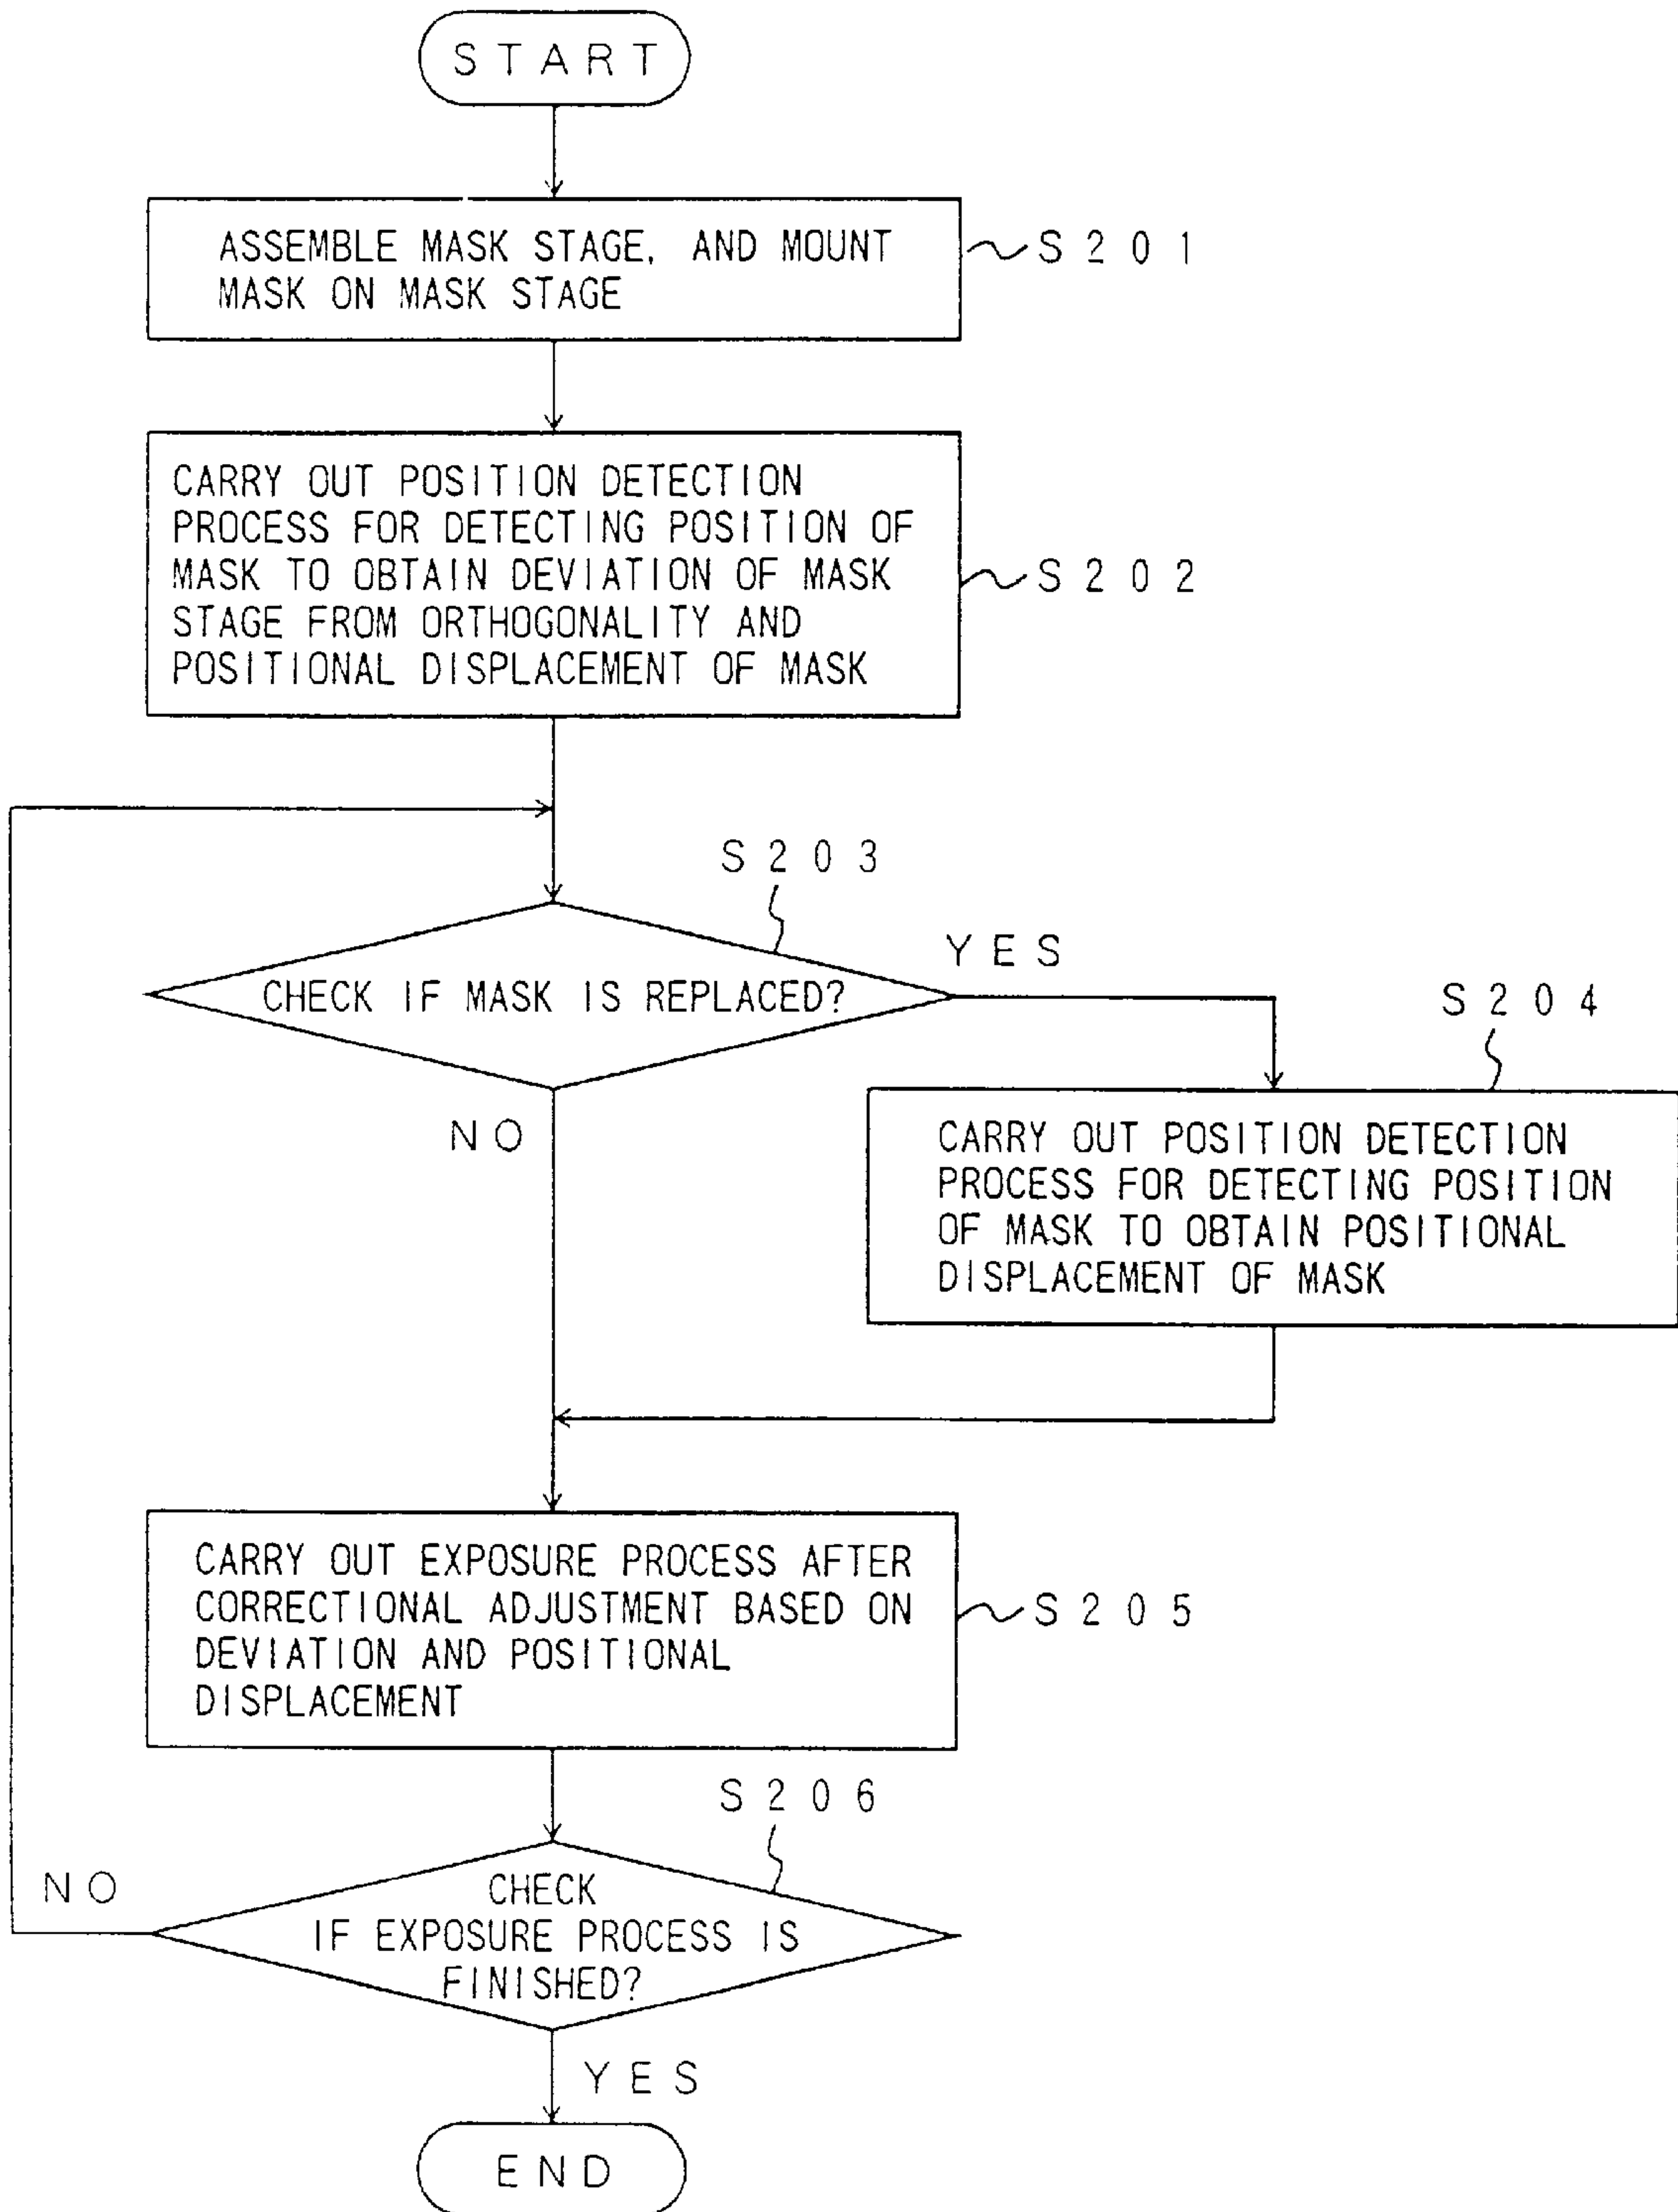 START
ASSEMBLE MASK STAGE, AND MOUNT
MASK ON MASK STAGE
S201
CARRY OUT POSITION DETECTION
PROCESS FOR DETECTING POSITION OF
MASK TO OBTAIN DEVIATION OF MASK
STAGE FROM ORTHOGONALITY AND
POSITIONAL DISPLACEMENT OF MASK
S202
S203
CHECK IF MASK IS REPLACED?
YES
NO
S204
CARRY OUT POSITION DETECTION
PROCESS FOR DETECTING POSITION
OF MASK TO OBTAIN POSITIONAL
DISPLACEMENT OF MASK
CARRY OUT EXPOSURE PROCESS AFTER
CORRECTIONAL ADJUSTMENT BASED ON
DEVIATION AND POSITIONAL
DISPLACEMENT
S205
S206
CHECK
IF EXPOSURE PROCESS IS
FINISHED?
NO
YES
END